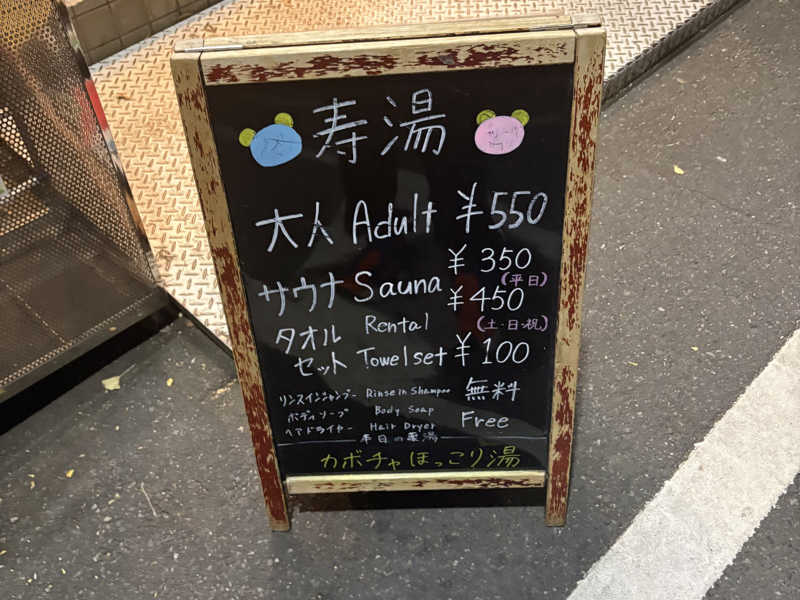 寿湯
大人 Adult ¥550
サウナ Sauna ¥350
(平日)
¥450
(土・日・祝)
タオル
セット
Rental
Towel set
¥100
リンスインシャンプー Rinse in Shampoo
ボディソープ Body Soap
ヘアドライヤー Hair Dryer
無料
Free
本日の薬湯
カボチャほっこり湯